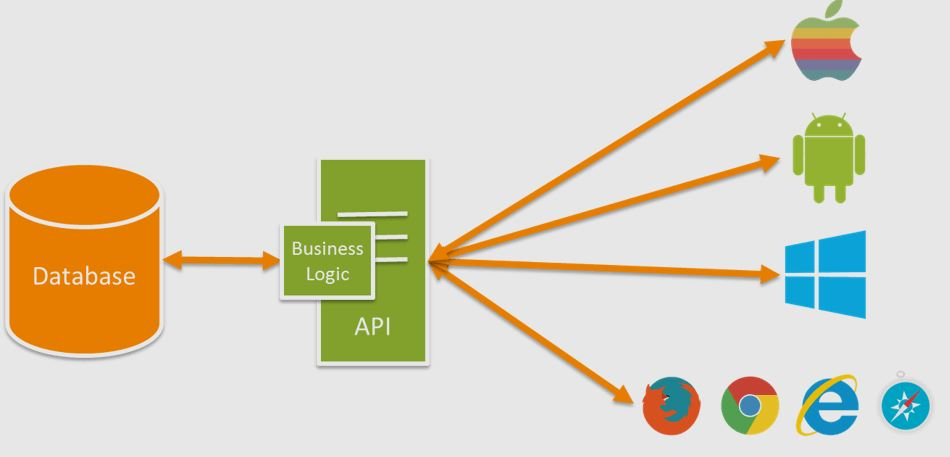 Database
Business
Logic
API